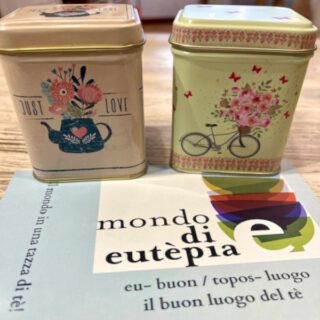 JUST LOVE
mondo
di
eutèpia
e
eu- buon / topos- luogo
il buon luogo del tè
mondo in una tazza di tè!